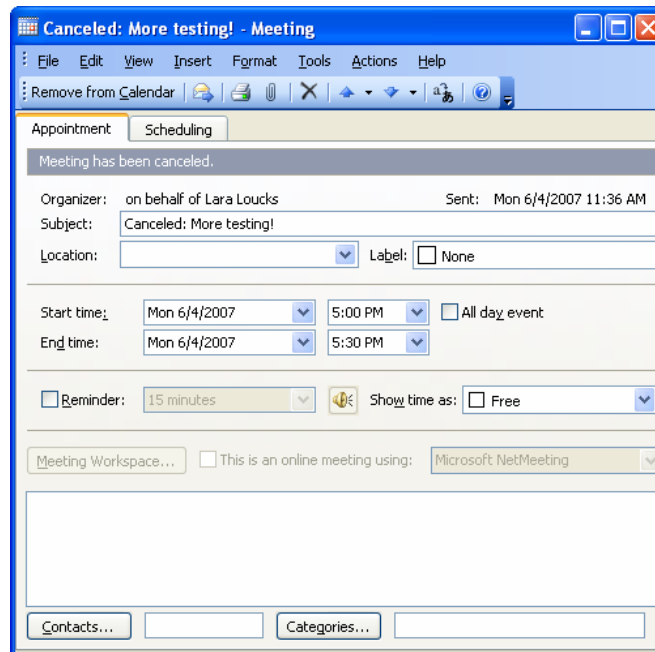 Canceled: More testing! - Meeting
File Edit View Insert Format Tools Actions Help
Remove from Calendar
Appointment Scheduling
Meeting has been canceled.
Organizer: on behalf of Lara Loucks Sent: Mon 6/4/2007 11:36 AM
Subject: Canceled: More testing!
Location: Label: None
Start time: Mon 6/4/2007 5:00 PM All day event
End time: Mon 6/4/2007 5:30 PM
Reminder: 15 minutes Show time as: Free
Meeting Workspace... This is an online meeting using: Microsoft NetMeeting
Contacts... Categories...